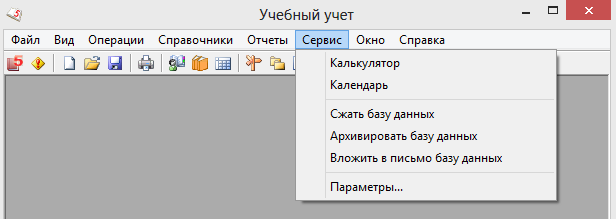 Учебный учет
Файл Вид Операции Справочники Отчеты Сервис Окно Справка
Калькулятор
Календарь
Сжать базу данных
Архивировать базу данных
Вложить в письмо базу данных
Параметры...